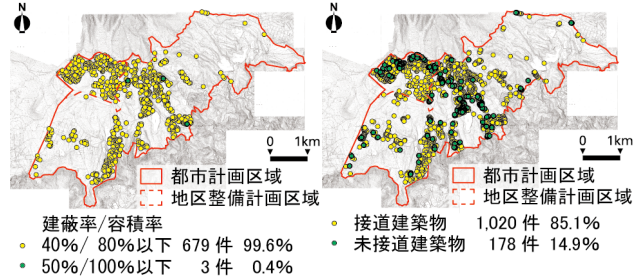 N
0 1km
都市計画区域
地区整備計画区域
建蔽率/容積率
40%/ 80%以下 679 件 99.6%
50%/100%以下 3 件 0.4%
N
0 1km
都市計画区域
地区整備計画区域
接道建築物 1,020 件 85.1%
未接道建築物 178 件 14.9%